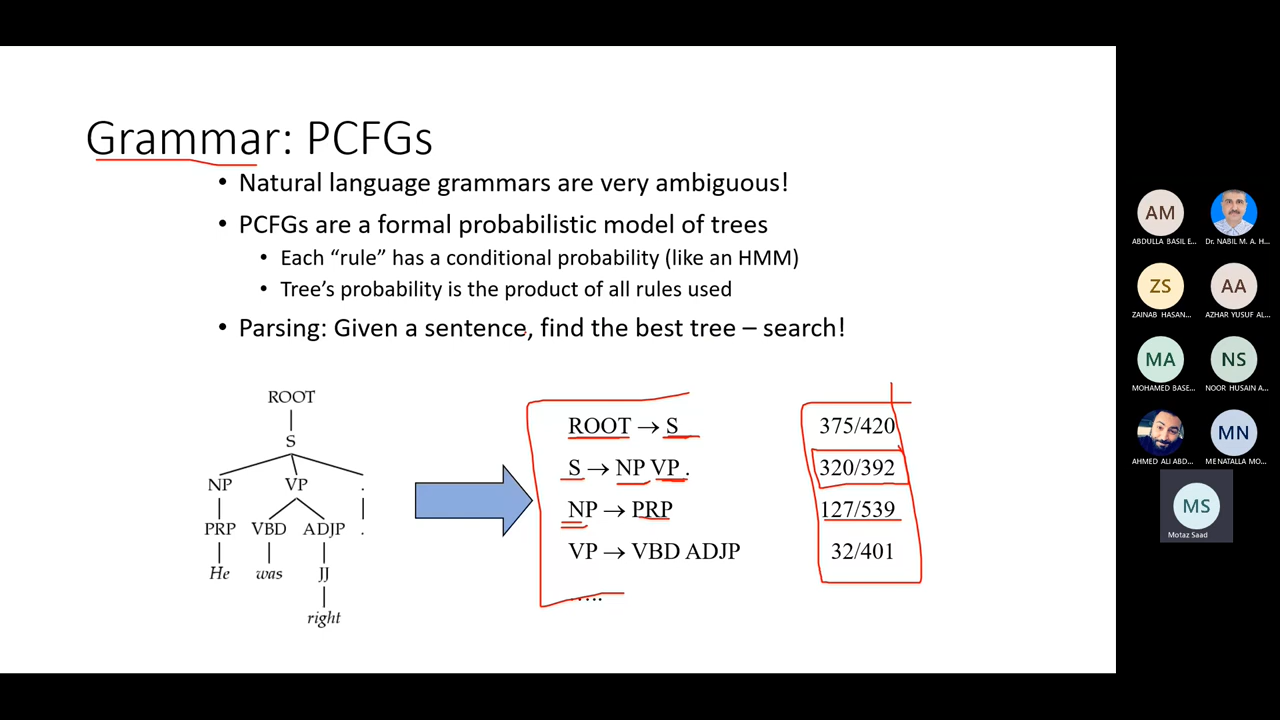 Grammar: PCFGs
• Natural language grammars are very ambiguous!
• PCFGs are a formal probabilistic model of trees
• Each “rule” has a conditional probability (like an HMM)
• Tree’s probability is the product of all rules used
• Parsing: Given a sentence, find the best tree – search!
ROOT
S
NP VP .
PRP VBD ADJP .
He was JJ
right
ROOT → S 375/420
S → NP VP . 320/392
NP → PRP 127/539
VP → VBD ADJP 32/401
.....
AM
ABDULLA BASIL E...
Dr. NABIL M. A. H...
ZS
ZAINAB HASAN...
AA
AZHAR YUSUF AL...
MA
MOHAMED BASE...
NS
NOOR HUSAIN A...
AHMED ALI ABD...
MN
MENATALLA MO...
MS
Motaz Saad